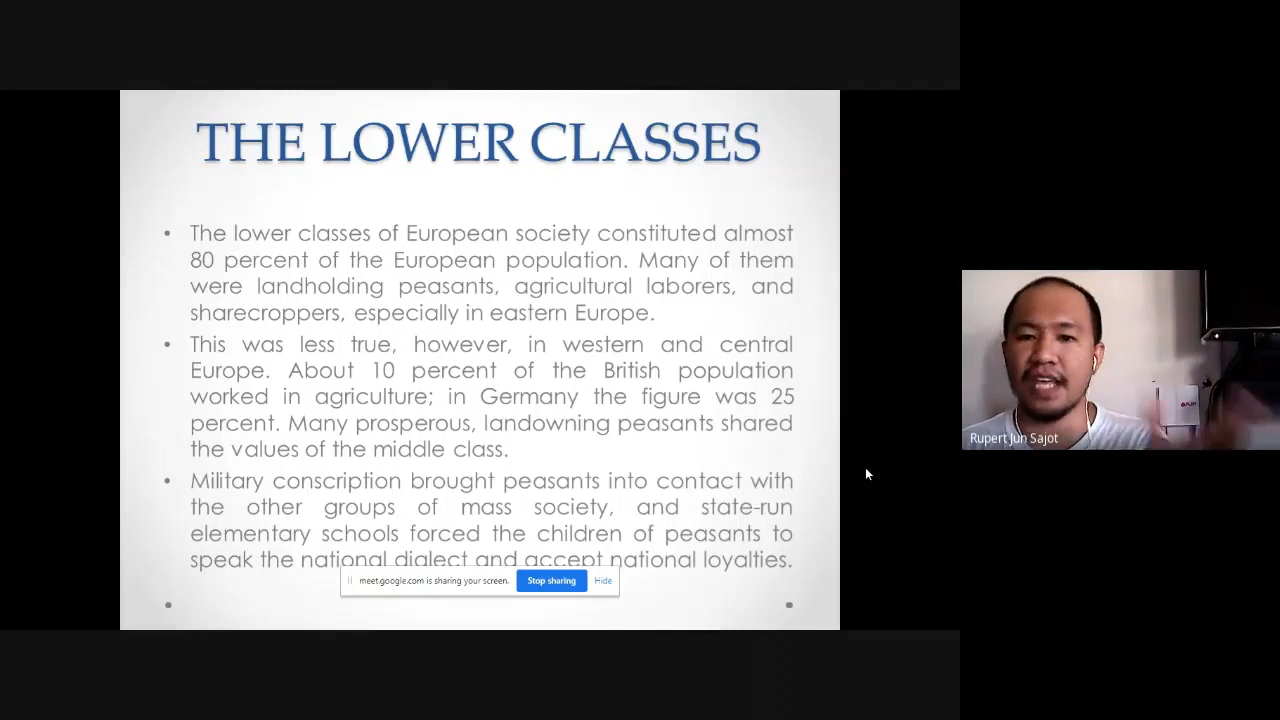 THE LOWER CLASSES
• The lower classes of European society constituted almost
80 percent of the European population. Many of them
were landholding peasants, agricultural laborers, and
sharecroppers, especially in eastern Europe.
• This was less true, however, in western and central
Europe. About 10 percent of the British population
worked in agriculture; in Germany the figure was 25
percent. Many prosperous, landowning peasants shared
the values of the middle class.
• Military conscription brought peasants into contact with
the other groups of mass society, and state-run
elementary schools forced the children of peasants to
speak the national dialect and accept national loyalties.
meet.google.com is sharing your screen. Stop sharing Hide
Rupert Jun Sajot